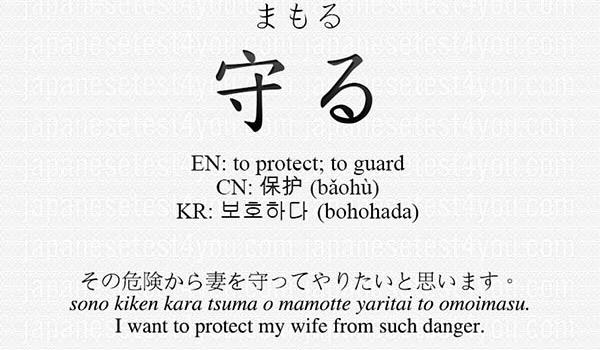 まもる
守る
EN: to protect; to guard
CN: 保护 (bǎohù)
KR: 보호하다 (bohohada)
その危険から妻を守ってやりたいと思います。
sono kiken kara tsuma o mamotte yaritai to omoimasu.
I want to protect my wife from such danger.
japanesetest4you.com